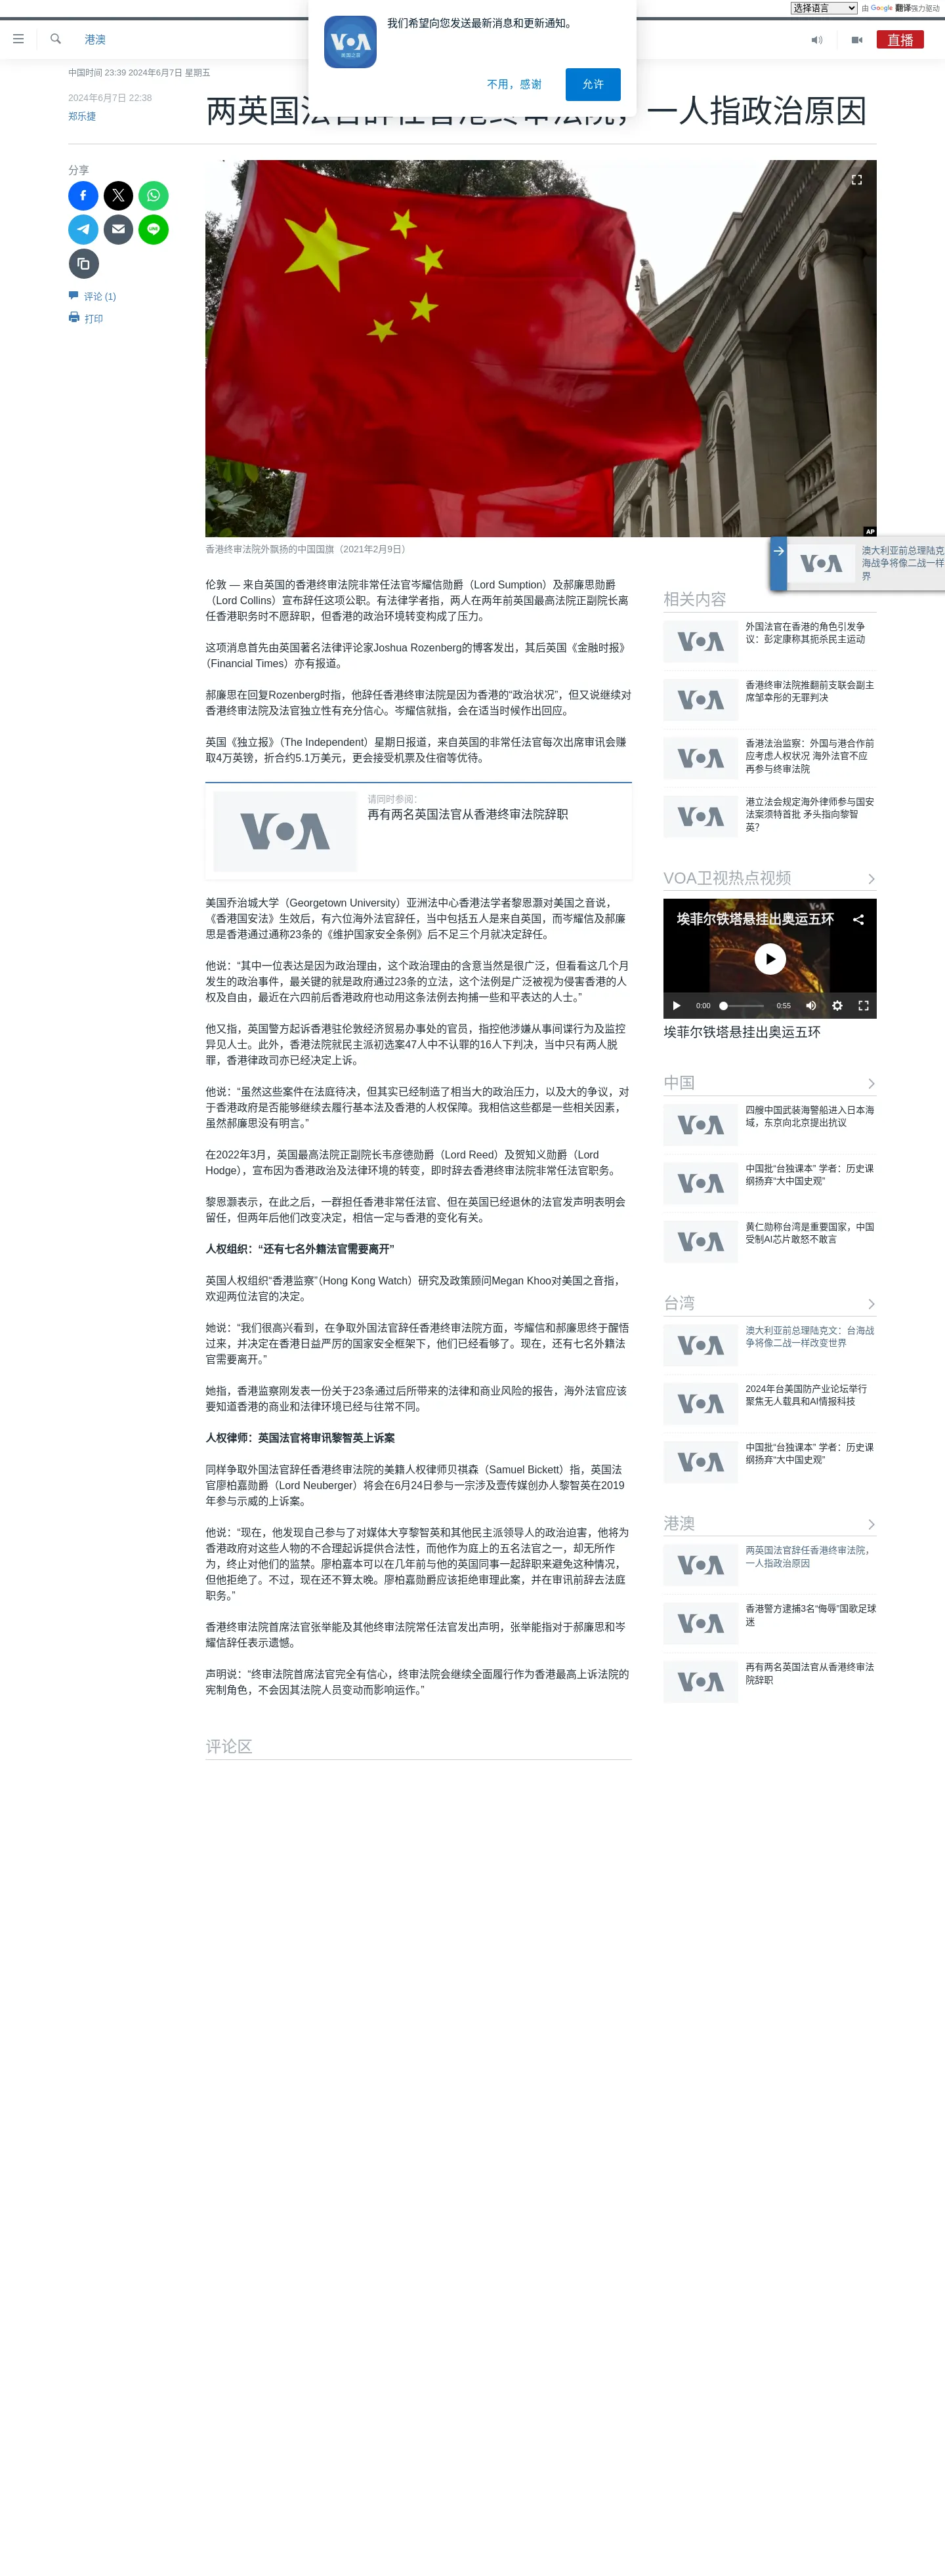 选择语言
由 Google 翻译强力驱动
港澳
直播
我们希望向您发送最新消息和更新通知。
VOA
美国之音
不用，感谢
允许
中国时间 23:39 2024年6月7日 星期五
2024年6月7日 22:38
郑乐捷
一人指政治原因
分享
评论 (1)
打印
AP
香港终审法院外飘扬的中国国旗（2021年2月9日）
伦敦 — 来自英国的香港终审法院非常任法官岑耀信勋爵（Lord Sumption）及郝廉思勋爵
（Lord Collins）宣布辞任这项公职。有法律学者指，两人在两年前英国最高法院正副院长离
任香港职务时不愿辞职，但香港的政治环境转变构成了压力。
这项消息首先由英国著名法律评论家Joshua Rozenberg的博客发出，其后英国《金融时报》
（Financial Times）亦有报道。
郝廉思在回复Rozenberg时指，他辞任香港终审法院是因为香港的“政治状况”，但又说继续对
香港终审法院及法官独立性有充分信心。岑耀信就指，会在适当时候作出回应。
英国《独立报》（The Independent）星期日报道，来自英国的非常任法官每次出席审讯会赚
取4万英镑，折合约5.1万美元，更会接受机票及住宿等优待。
VOA
请同时参阅:
再有两名英国法官从香港终审法院辞职
美国乔治城大学（Georgetown University）亚洲法中心香港法学者黎恩灏对美国之音说，
《香港国安法》生效后，有六位海外法官辞任，当中包括五人是来自英国，而岑耀信及郝廉
思是香港通过通称23条的《维护国家安全条例》后不足三个月就决定辞任。
他说：“其中一位表达是因为政治理由，这个政治理由的含意当然是很广泛，但看看这几个月
发生的政治事件，最关键的就是政府通过23条的立法，这个法例是广泛被视为侵害香港的人
权及自由，最近在六四前后香港政府也动用这条法例去拘捕一些和平表达的人士。”
他又指，英国警方起诉香港驻伦敦经济贸易办事处的官员，指控他涉嫌从事间谍行为及监控
异见人士。此外，香港法院就民主派初选案47人中不认罪的16人下判决，当中只有两人脱
罪，香港律政司亦已经决定上诉。
他说：“虽然这些案件在法庭待决，但其实已经制造了相当大的政治压力，以及大的争议，对
于香港政府是否能够继续去履行基本法及香港的人权保障。我相信这些都是一些相关因素，
虽然郝廉思没有明言。”
在2022年3月，英国最高法院正副院长韦彦德勋爵（Lord Reed）及贺知义勋爵（Lord
Hodge），宣布因为香港政治及法律环境的转变，即时辞去香港终审法院非常任法官职务。
黎恩灏表示，在此之后，一群担任香港非常任法官、但在英国已经退休的法官发声明表明会
留任，但两年后他们改变决定，相信一定与香港的变化有关。
人权组织：“还有七名外籍法官需要离开”
英国人权组织“香港监察”（Hong Kong Watch）研究及政策顾问Megan Khoo对美国之音指，
欢迎两位法官的决定。
她说：“我们很高兴看到，在争取外国法官辞任香港终审法院方面，岑耀信和郝廉思终于醒悟
过来，并决定在香港日益严厉的国家安全框架下，他们已经看够了。现在，还有七名外籍法
官需要离开。”
她指，香港监察刚发表一份关于23条通过后所带来的法律和商业风险的报告，海外法官应该
要知道香港的商业和法律环境已经与往常不同。
人权律师：英国法官将审讯黎智英上诉案
同样争取外国法官辞任香港终审法院的美籍人权律师贝祺森（Samuel Bickett）指，英国法
官廖柏嘉勋爵（Lord Neuberger）将会在6月24日参与一宗涉及壹传媒创办人黎智英在2019
年参与示威的上诉案。
他说：“现在，他发现自己参与了对媒体大亨黎智英和其他民主派领导人的政治迫害，他将为
香港政府对这些人物的不合理起诉提供合法性，而他作为庭上的五名法官之一，却无所作
为，终止对他们的监禁。廖柏嘉本可以在几年前与他的英国同事一起辞职来避免这种情况，
但他拒绝了。不过，现在还不算太晚。廖柏嘉勋爵应该拒绝审理此案，并在审讯前辞去法庭
职务。”
香港终审法院首席法官张举能及其他终审法院常任法官发出声明，张举能指对于郝廉思和岑
耀信辞任表示遗憾。
声明说：“终审法院首席法官完全有信心，终审法院会继续全面履行作为香港最高上诉法院的
宪制角色，不会因其法院人员变动而影响运作。”
评论区
VOA
澳大利亚前总理陆克
海战争将像二战一样
界
相关内容
VOA
外国法官在香港的角色引发争
议：彭定康称其扼杀民主运动
VOA
香港终审法院推翻前支联会副主
席邹幸彤的无罪判决
VOA
香港法治监察：外国与港合作前
应考虑人权状况 海外法官不应
再参与终审法院
VOA
港立法会规定海外律师参与国安
法案须特首批 矛头指向黎智
英？
VOA卫视热点视频
埃菲尔铁塔悬挂出奥运五环
0:00
0:55
埃菲尔铁塔悬挂出奥运五环
中国
VOA
四艘中国武装海警船进入日本海
域，东京向北京提出抗议
VOA
中国批“台独课本” 学者：历史课
纲扬弃“大中国史观”
VOA
黄仁勋称台湾是重要国家，中国
受制AI芯片敢怒不敢言
台湾
VOA
澳大利亚前总理陆克文：台海战
争将像二战一样改变世界
VOA
2024年台美国防产业论坛举行
聚焦无人载具和AI情报科技
VOA
中国批“台独课本” 学者：历史课
纲扬弃“大中国史观”
港澳
VOA
两英国法官辞任香港终审法院，
一人指政治原因
VOA
香港警方逮捕3名“侮辱”国歌足球
迷
VOA
再有两名英国法官从香港终审法
院辞职